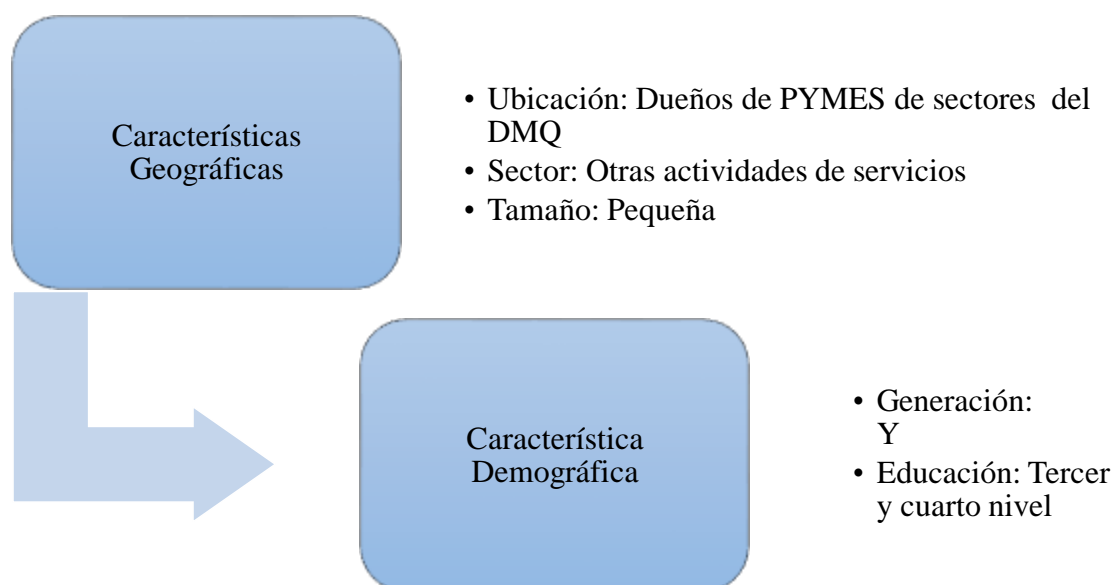 Característícas
Geográficas
• Ubicación: Dueños de PYMES de sectores del
DMQ
• Sector: Otras actividades de servicios
• Tamaño: Pequeña
Característica
Demográfica
• Generación:
Y
• Educación: Tercer
y cuarto nivel